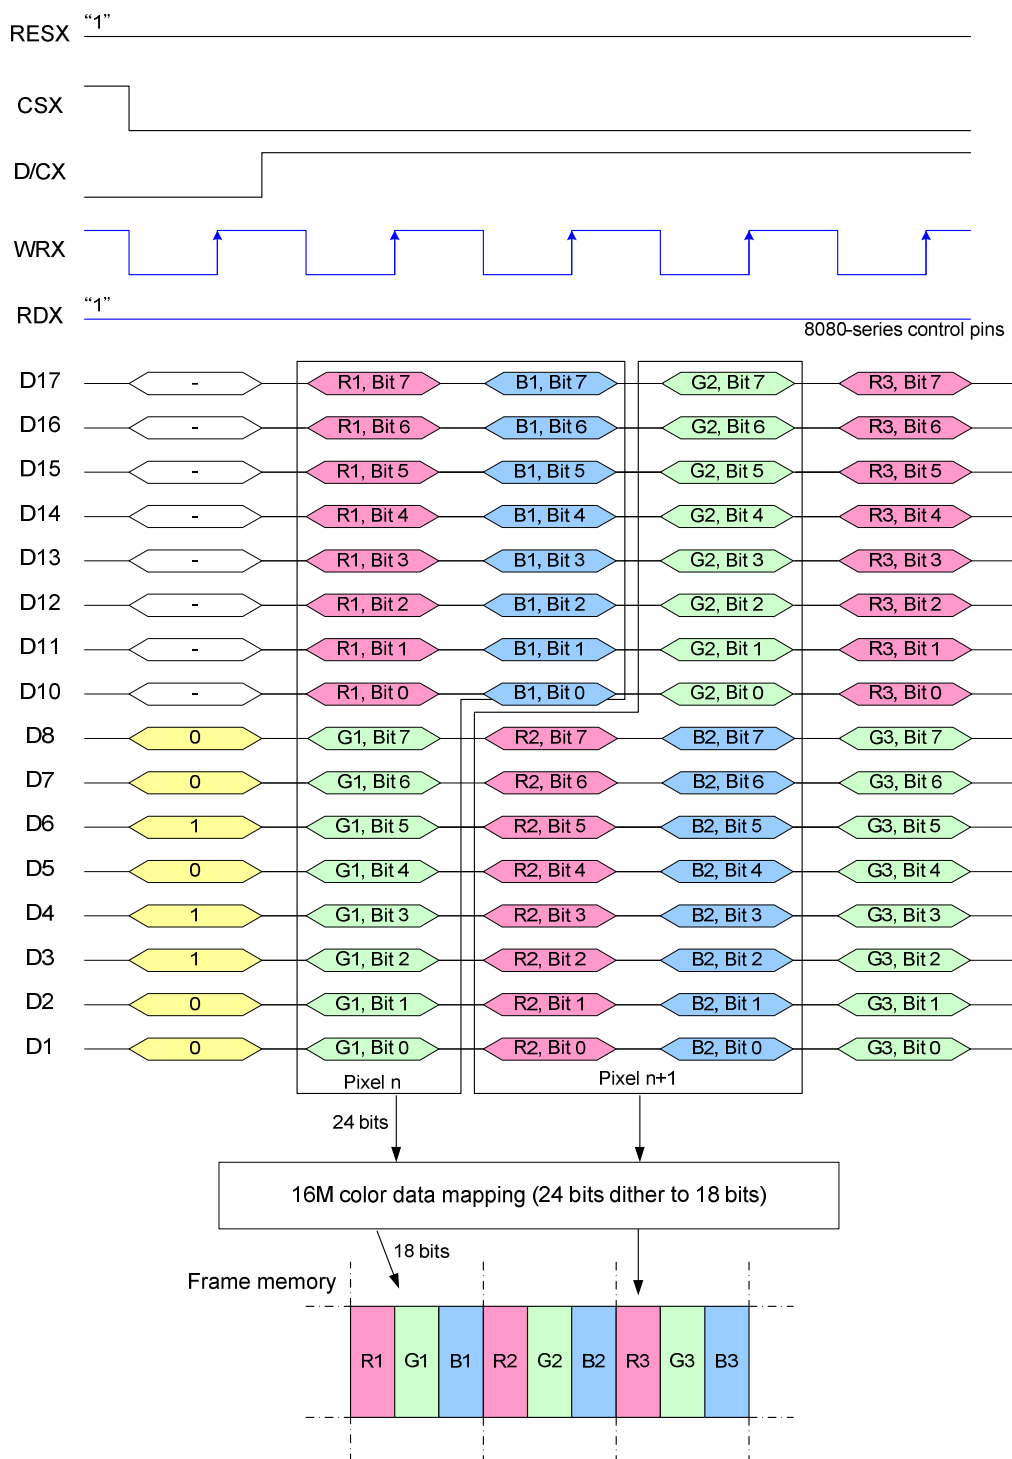 RESX "1"
CSX
D/CX
WRX
RDX "1"
8080-series control pins
D17 - R1, Bit 7 B1, Bit 7 G2, Bit 7 R3, Bit 7
D16 - R1, Bit 6 B1, Bit 6 G2, Bit 6 R3, Bit 6
D15 - R1, Bit 5 B1, Bit 5 G2, Bit 5 R3, Bit 5
D14 - R1, Bit 4 B1, Bit 4 G2, Bit 4 R3, Bit 4
D13 - R1, Bit 3 B1, Bit 3 G2, Bit 3 R3, Bit 3
D12 - R1, Bit 2 B1, Bit 2 G2, Bit 2 R3, Bit 2
D11 - R1, Bit 1 B1, Bit 1 G2, Bit 1 R3, Bit 1
D10 - R1, Bit 0 B1, Bit 0 G2, Bit 0 R3, Bit 0
D8 0 G1, Bit 7 R2, Bit 7 B2, Bit 7 G3, Bit 7
D7 0 G1, Bit 6 R2, Bit 6 B2, Bit 6 G3, Bit 6
D6 1 G1, Bit 5 R2, Bit 5 B2, Bit 5 G3, Bit 5
D5 0 G1, Bit 4 R2, Bit 4 B2, Bit 4 G3, Bit 4
D4 1 G1, Bit 3 R2, Bit 3 B2, Bit 3 G3, Bit 3
D3 1 G1, Bit 2 R2, Bit 2 B2, Bit 2 G3, Bit 2
D2 0 G1, Bit 1 R2, Bit 1 B2, Bit 1 G3, Bit 1
D1 0 G1, Bit 0 R2, Bit 0 B2, Bit 0 G3, Bit 0
Pixel n Pixel n+1
24 bits
16M color data mapping (24 bits dither to 18 bits)
18 bits
Frame memory
R1 G1 B1 R2 G2 B2 R3 G3 B3